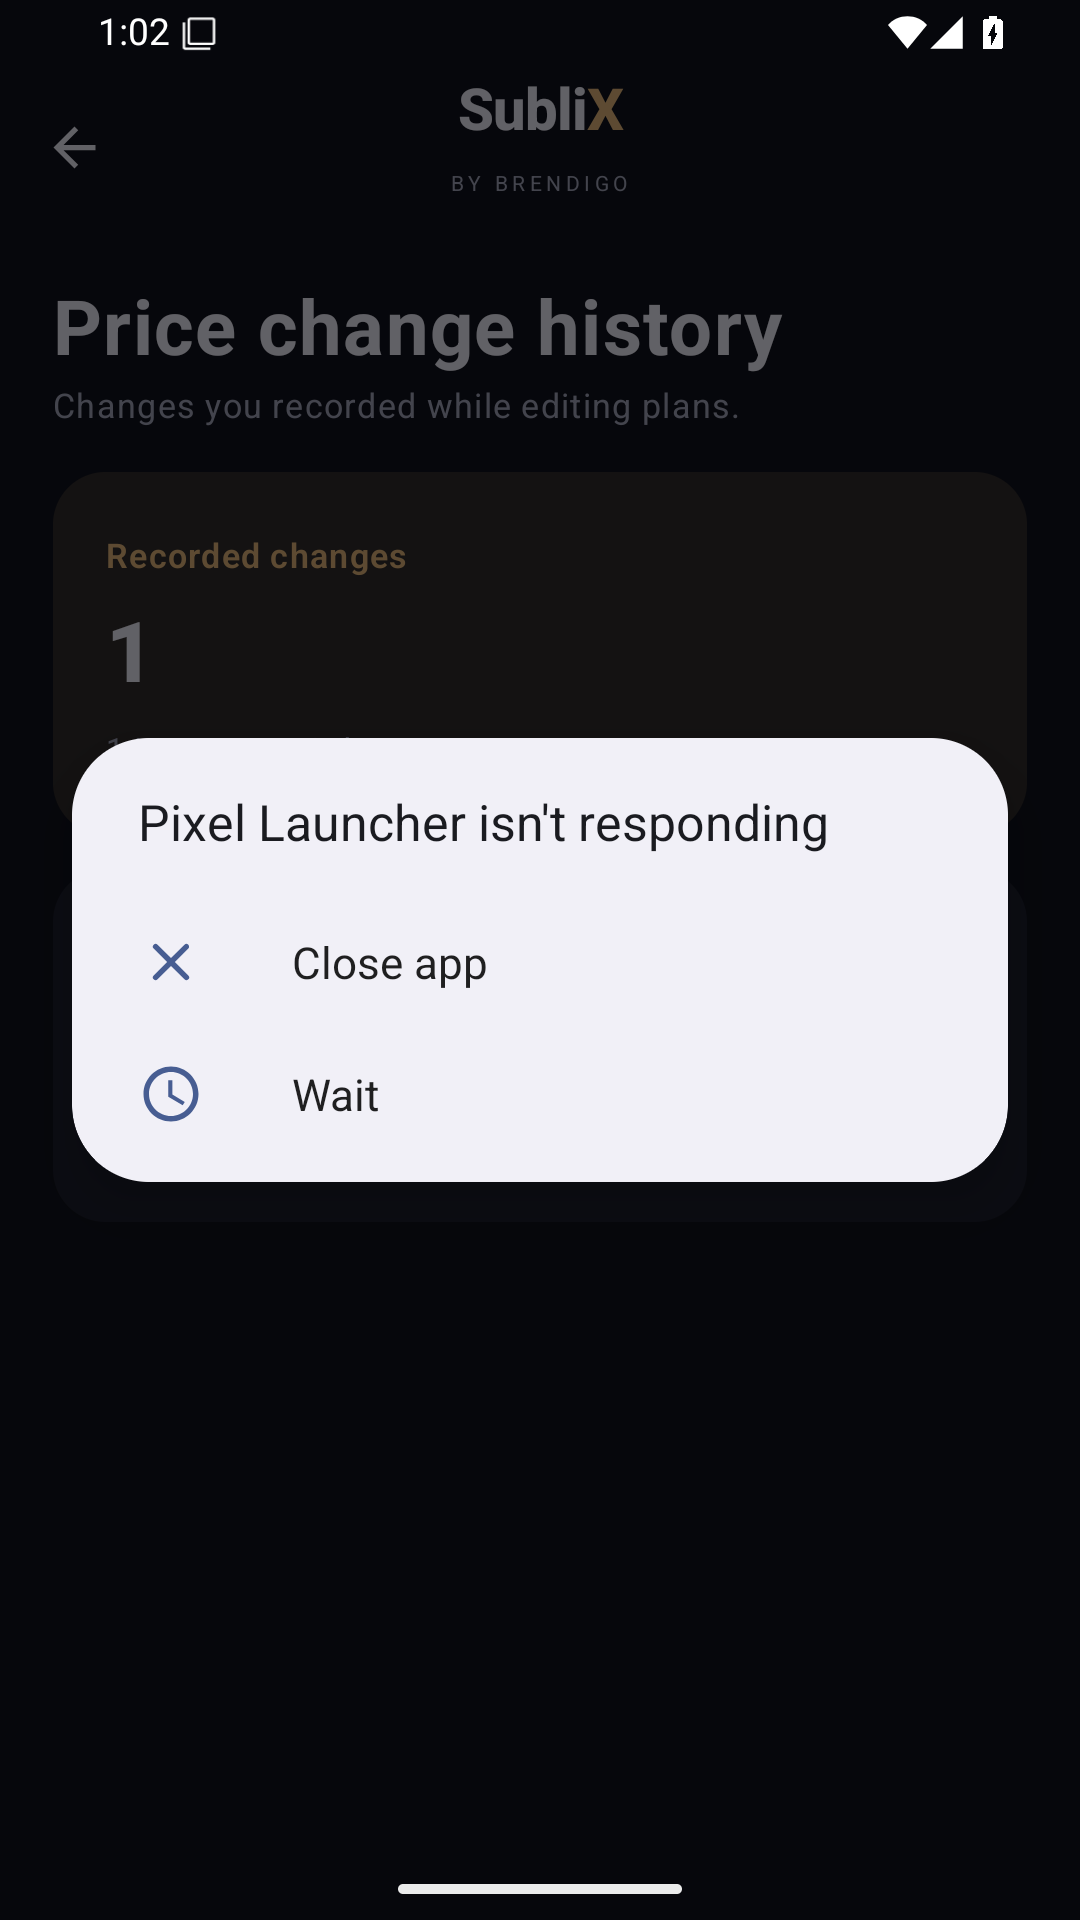 1:02
SubliX
BY BRENDIGO
Price change history
Changes you recorded while editing plans.
Recorded changes
1
Pixel Launcher isn't responding
Close app
Wait